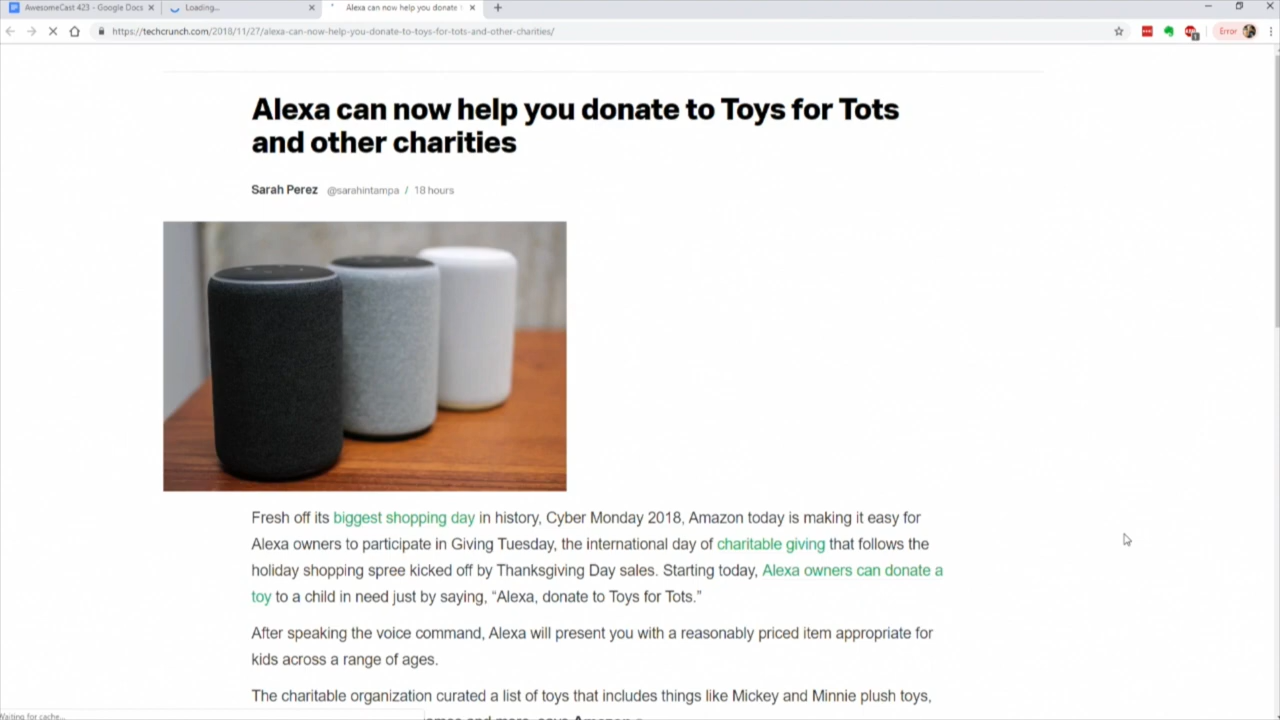 AwesomeCast 423 - Google Docs
Loading...
Alexa can now help you donate
https://techcrunch.com/2018/11/27/alexa-can-now-help-you-donate-to-toys-for-tots-and-other-charities/
Error
Alexa can now help you donate to Toys for Tots
and other charities
Sarah Perez @sarahintampa / 18 hours
Fresh off its biggest shopping day in history, Cyber Monday 2018, Amazon today is making it easy for
Alexa owners to participate in Giving Tuesday, the international day of charitable giving that follows the
holiday shopping spree kicked off by Thanksgiving Day sales. Starting today, Alexa owners can donate a
toy to a child in need just by saying, “Alexa, donate to Toys for Tots.”
After speaking the voice command, Alexa will present you with a reasonably priced item appropriate for
kids across a range of ages.
The charitable organization curated a list of toys that includes things like Mickey and Minnie plush toys,
Waiting for cache...